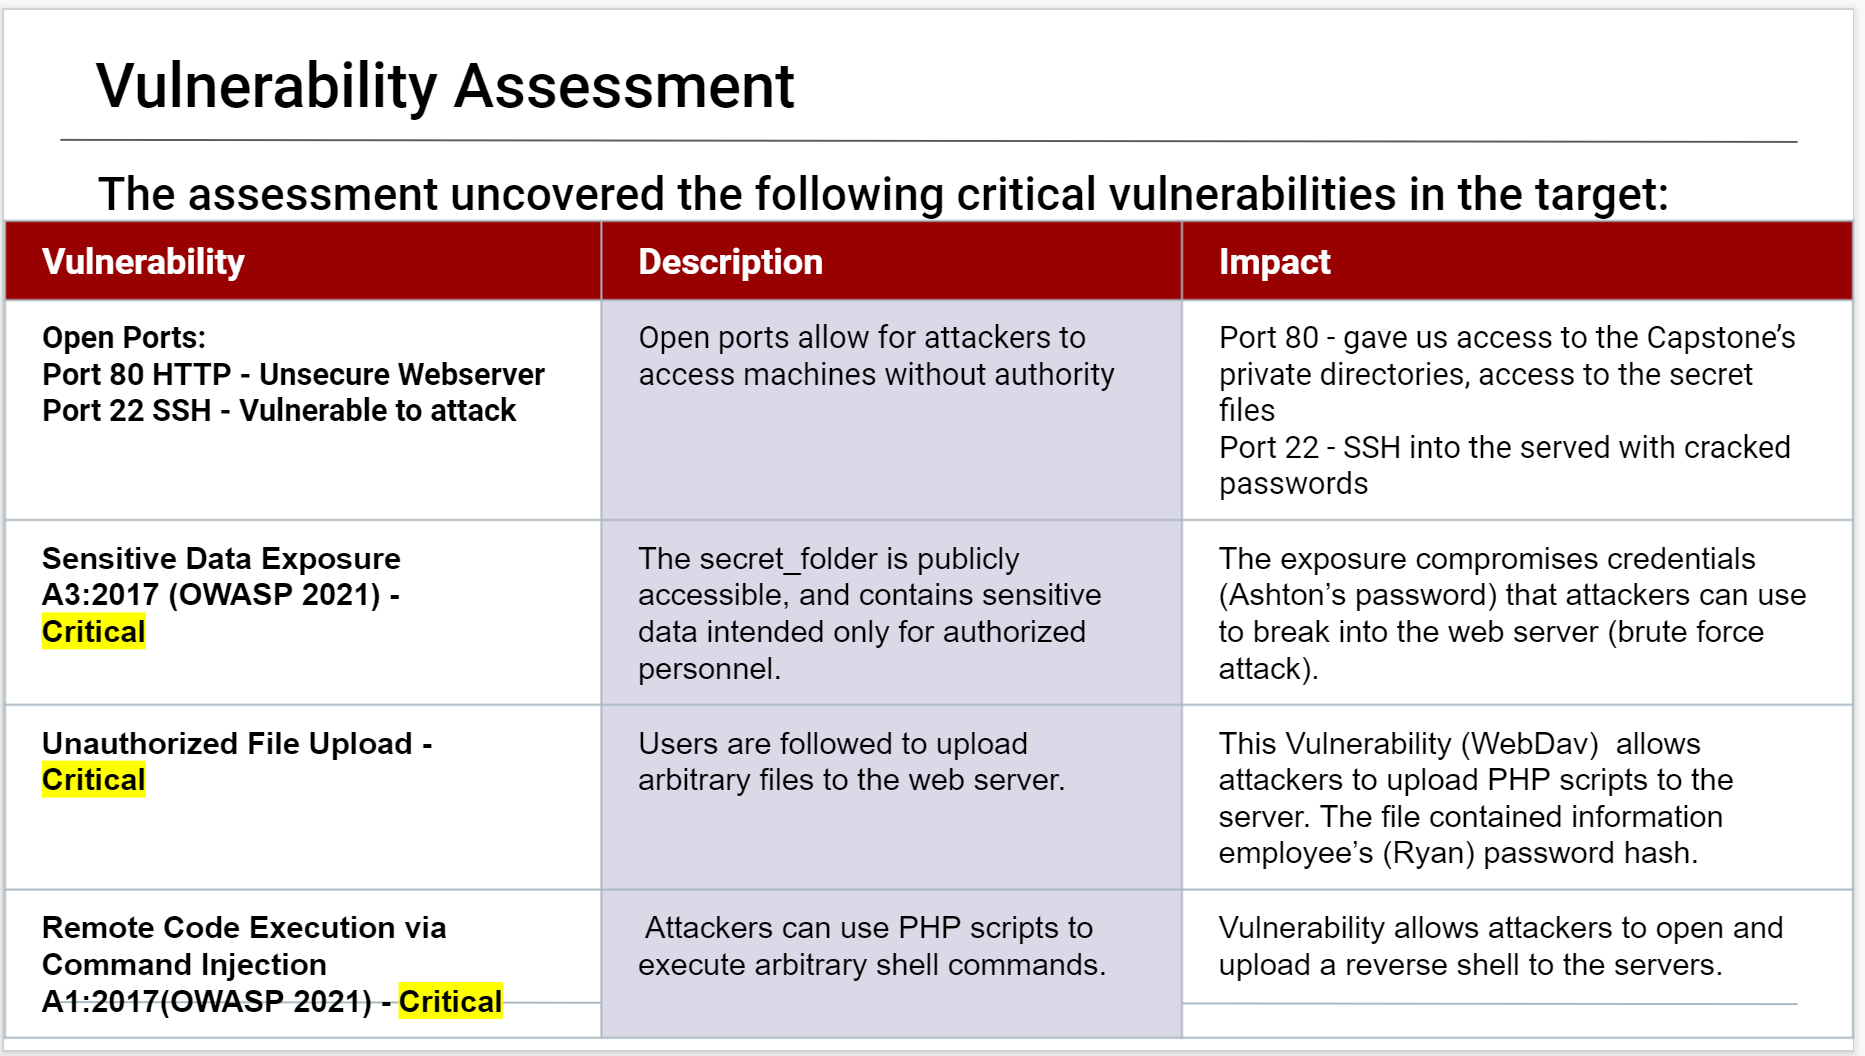 Vulnerability Assessment
The assessment uncovered the following critical vulnerabilities in the target:
Vulnerability
Description
Impact
Open Ports:
Port 80 HTTP - Unsecure Webserver
Port 22 SSH - Vulnerable to attack
Open ports allow for attackers to
access machines without authority
Port 80 - gave us access to the Capstone’s
private directories, access to the secret
files
Port 22 - SSH into the served with cracked
passwords
Sensitive Data Exposure
A3:2017 (OWASP 2021) -
Critical
The secret_folder is publicly
accessible, and contains sensitive
data intended only for authorized
personnel.
The exposure compromises credentials
(Ashton’s password) that attackers can use
to break into the web server (brute force
attack).
Unauthorized File Upload -
Critical
Users are followed to upload
arbitrary files to the web server.
This Vulnerability (WebDav)  allows
attackers to upload PHP scripts to the
server. The file contained information
employee’s (Ryan) password hash.
Remote Code Execution via
Command Injection
A1:2017(OWASP 2021) - Critical
Attackers can use PHP scripts to
execute arbitrary shell commands.
Vulnerability allows attackers to open and
upload a reverse shell to the servers.